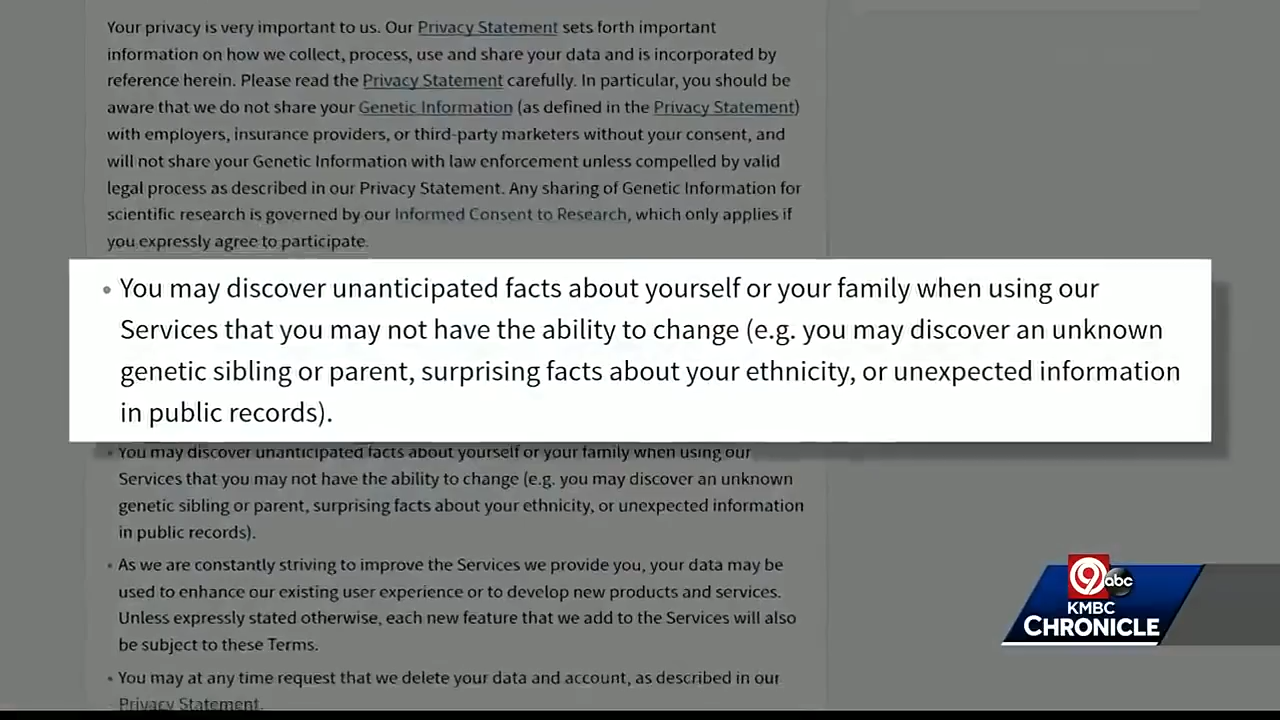 Your privacy is very important to us. Our Privacy Statement sets forth important
information on how we collect, process, use and share your data and is incorporated by
reference herein. Please read the Privacy Statement carefully. In particular, you should be
aware that we do not share your Genetic Information (as defined in the Privacy Statement)
with employers, insurance providers, or third-party marketers without your consent, and
will not share your Genetic Information with law enforcement unless compelled by valid
legal process as described in our Privacy Statement. Any sharing of Genetic Information for
scientific research is governed by our Informed Consent to Research, which only applies if
you expressly agree to participate.
• You may discover unanticipated facts about yourself or your family when using our
Services that you may not have the ability to change (e.g. you may discover an unknown
genetic sibling or parent, surprising facts about your ethnicity, or unexpected information
in public records).
• You may discover unanticipated facts about yourself or your family when using our
Services that you may not have the ability to change (e.g. you may discover an unknown
genetic sibling or parent, surprising facts about your ethnicity, or unexpected information
in public records).
• As we are constantly striving to improve the Services we provide you, your data may be
used to enhance our existing user experience or to develop new products and services.
Unless expressly stated otherwise, each new feature that we add to the Services will also
be subject to these Terms.
• You may at any time request that we delete your data and account, as described in our
Privacy Statement.
9 abc
KMBC
CHRONICLE